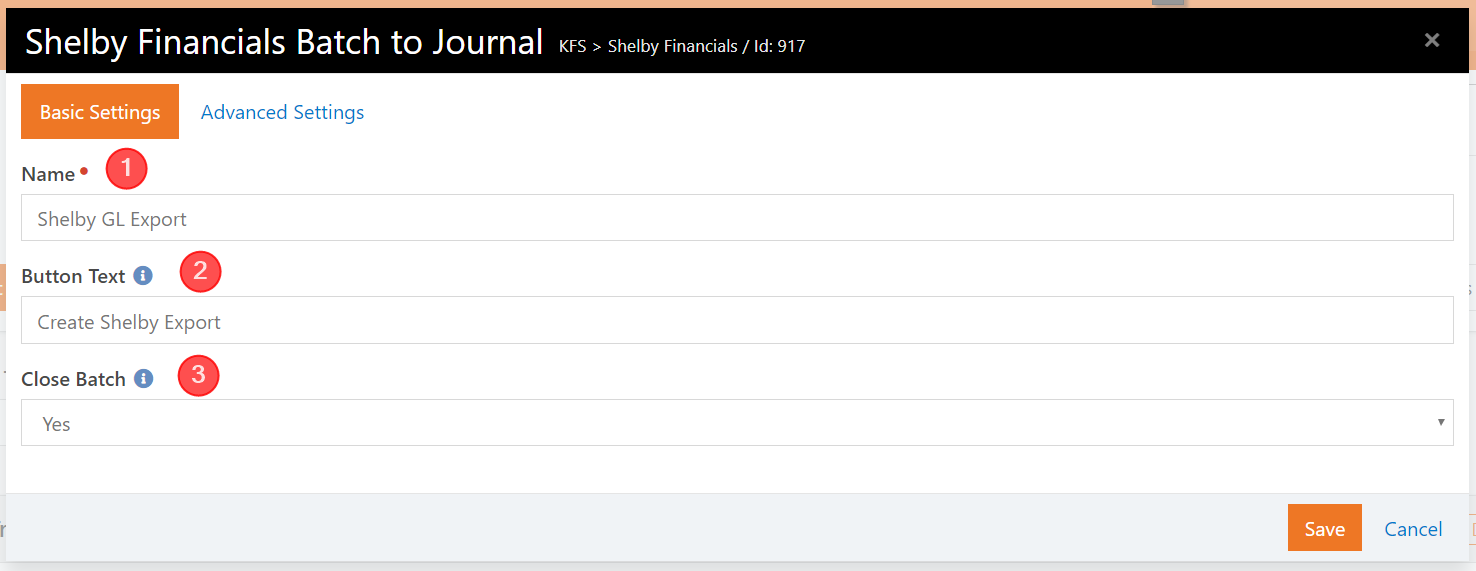 Shelby Financials Batch to Journal KFS > Shelby Financials / Id: 917 ×
Basic Settings Advanced Settings
Name • 1
Shelby GL Export
Button Text i 2
Create Shelby Export
Close Batch i 3
Yes
Save Cancel